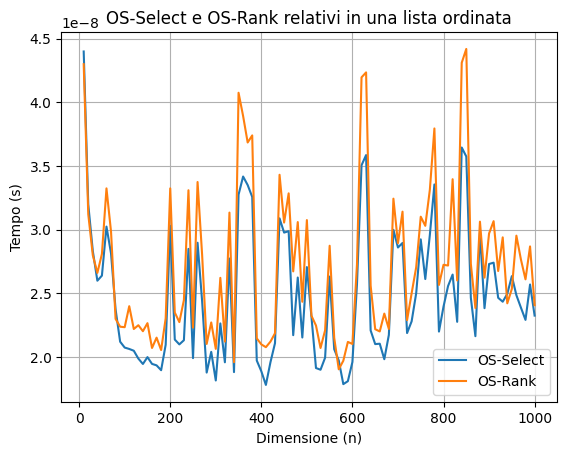 OS-Select e OS-Rank relativi in una lista ordinata
1e−8
4.5
4.0
3.5
3.0
2.5
2.0
Tempo (s)
0
200
400
600
800
1000
Dimensione (n)
OS-Select
OS-Rank